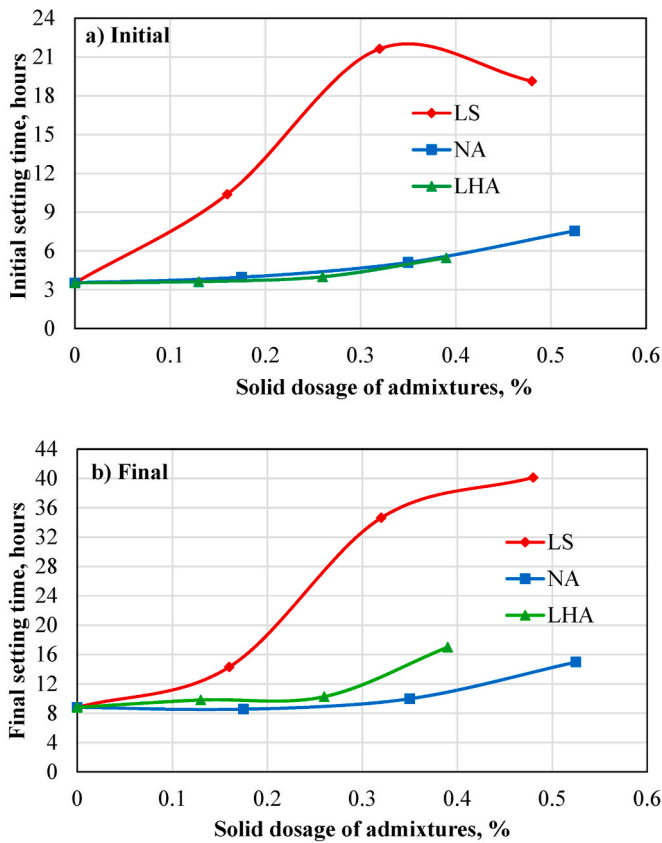 24
a) Initial
21
18
15
12
9
6
3
0
Initial setting time, hours
LS
NA
LHA
0 0.1 0.2 0.3 0.4 0.5 0.6
Solid dosage of admixtures, %
44
b) Final
40
36
32
28
24
20
16
12
8
4
0
Final setting time, hours
LS
NA
LHA
0 0.1 0.2 0.3 0.4 0.5 0.6
Solid dosage of admixtures, %